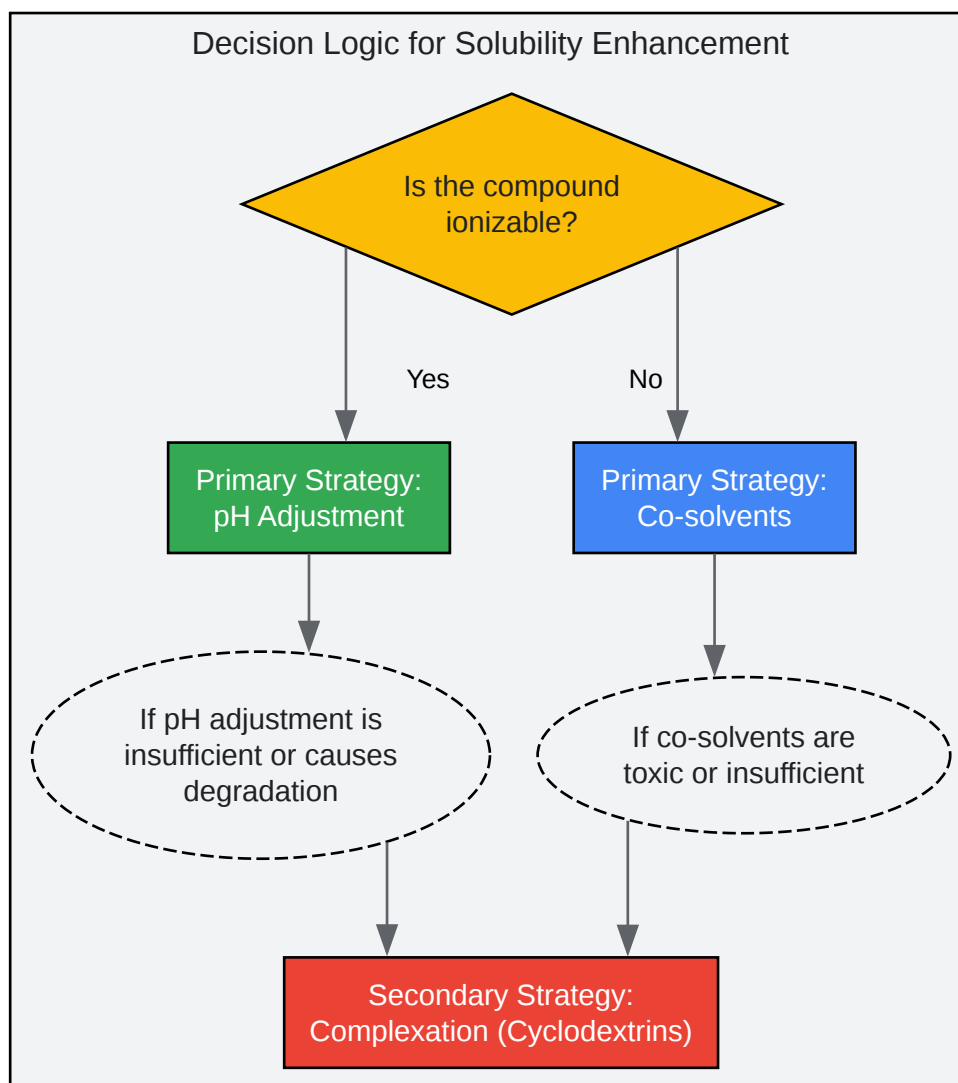 Decision Logic for Solubility Enhancement
Is the compound
ionizable?
Yes
No
Primary Strategy:
pH Adjustment
Primary Strategy:
Co-solvents
If pH adjustment is
insufficient or causes
degradation
If co-solvents are
toxic or insufficient
Secondary Strategy:
Complexation (Cyclodextrins)